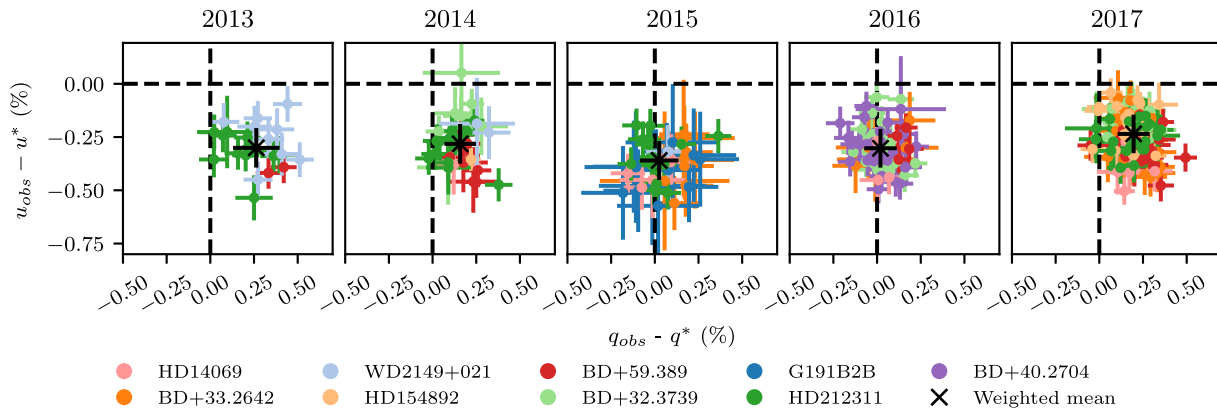 2013 2014 2015 2016 2017
0.00
−0.25
−0.50
−0.75
u_obs − u* (%)
−0.50 −0.25 0.00 0.25 0.50 −0.50 −0.25 0.00 0.25 0.50 −0.50 −0.25 0.00 0.25 0.50 −0.50 −0.25 0.00 0.25 0.50 −0.50 −0.25 0.00 0.25 0.50
q_obs - q* (%)
HD14069 WD2149+021 BD+59.389 G191B2B BD+40.2704
BD+33.2642 HD154892 BD+32.3739 HD212311 Weighted mean